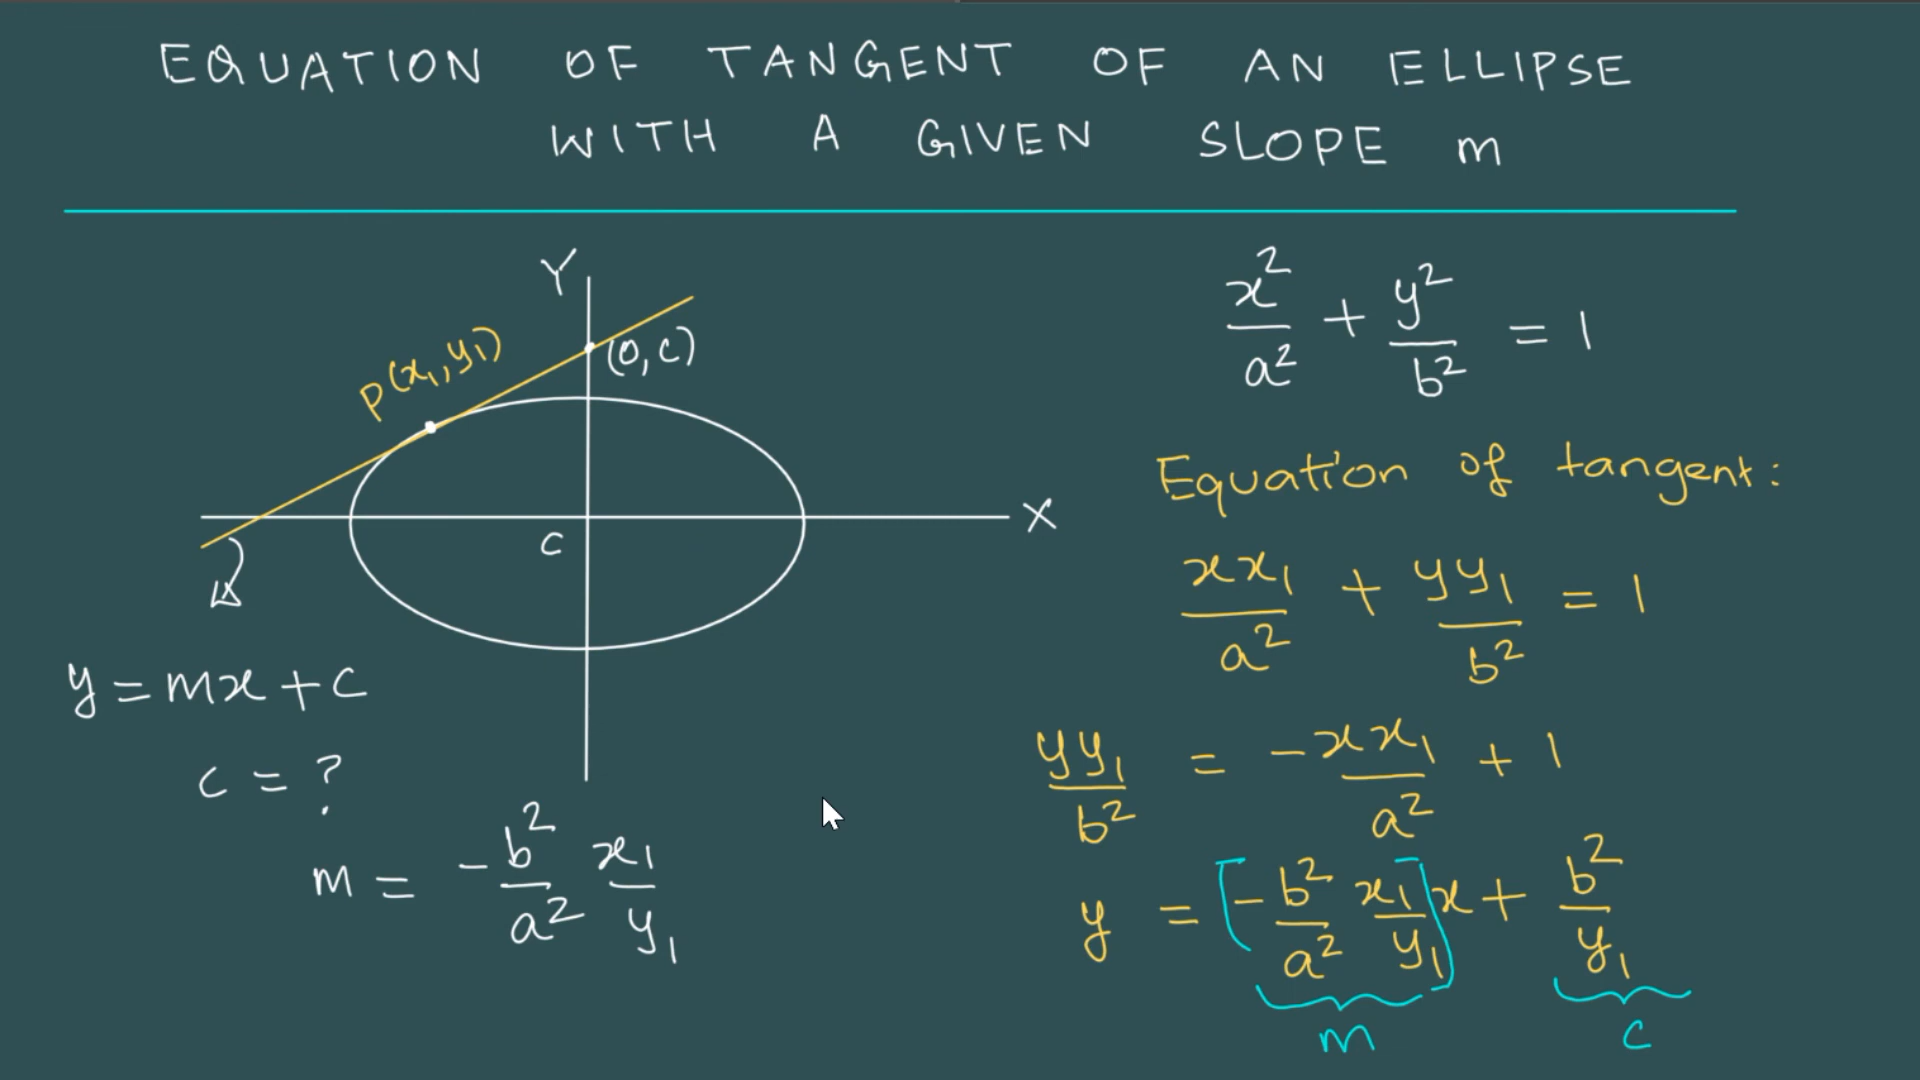 EQUATION OF TANGENT OF AN ELLIPSE
WITH A GIVEN SLOPE m
Y
P(x₁, y₁)
(0, c)
X
C
y = mx + c
c = ?
m = -b²/a² x₁/y₁
x²/a² + y²/b² = 1
Equation of tangent:
xx₁/a² + yy₁/b² = 1
yy₁/b² = -xx₁/a² + 1
y = [-b²/a² x₁/y₁]x + b²/y₁
m c